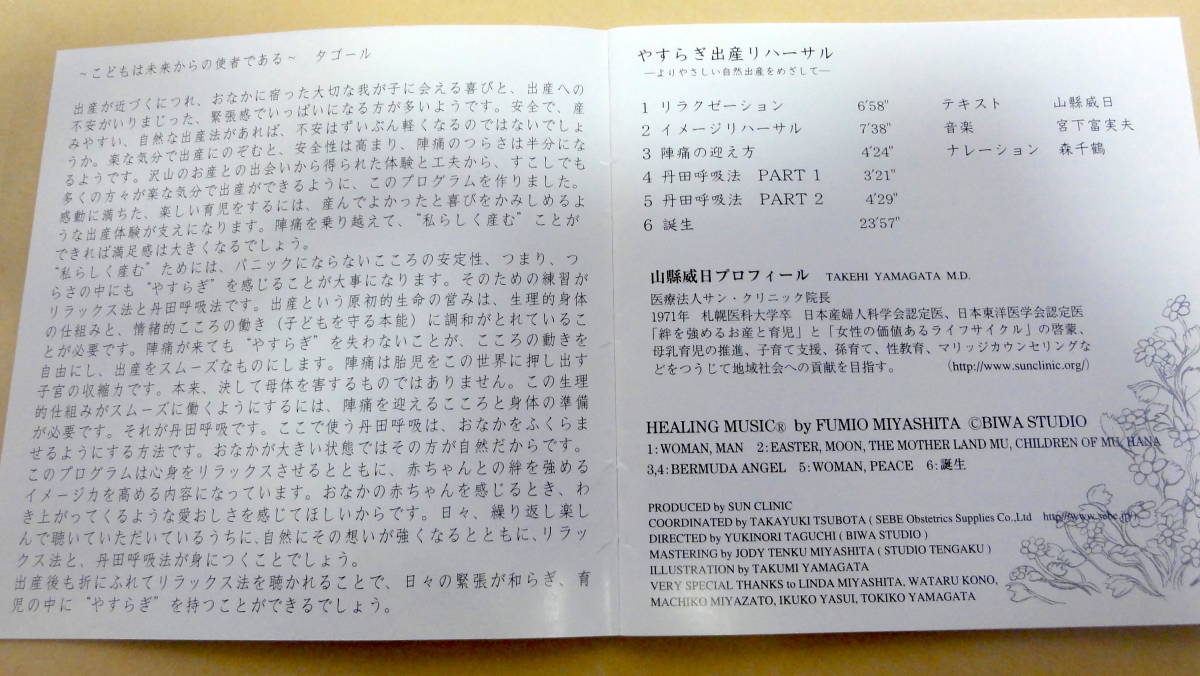 ~こどもは未来からの使者である~　タゴール
出産が近づくにつれ、おなかに宿った大切な我が子に会える喜びと、出産への
不安がいりまじった、緊張感でいっぱいになる方が多いようです。安全で、産
みやすい、自然な出産法があれば、不安はずいぶん軽くなるのではないでしょ
うか。楽な気分で出産にのぞむと、安全性は高まり、陣痛のつらさは半分にな
るようです。沢山のお産との出会いから得られた体験と工夫から、すこしでも
多くの方々が楽な気分で出産ができるように、このプログラムを作りました。
感動に満ちた、楽しい育児をするには、産んでよかったと喜びをかみしめるよ
うな出産体験が支えになります。陣痛を乗り越えて、“私らしく産む”ことが
できれば満足感は大きくなるでしょう。
“私らしく産む”ためには、パニックにならないこころの安定性、つまり、つ
らさの中にも“やすらぎ”を感じることが大事になります。そのための練習が
リラックス法と丹田呼吸法です。出産という原初的生命の営みは、生理的身体
の仕組みと、情緒的こころの働き（子どもを守る本能）に調和がとれているこ
とが必要です。陣痛が来ても“やすらぎ”を失わないことが、こころの動きを
自由にし、出産をスムーズなものにします。陣痛は胎児をこの世界に押し出す
子宮の収縮力です。本来、決して母体を害するものではありません。この生理
的仕組みがスムーズに働くようにするには、陣痛を迎えるこころと身体の準備
が必要です。それが丹田呼吸です。ここで使う丹田呼吸は、おなかをふくらま
せるようにする方法です。おなかが大きい状態ではその方が自然だからです。
このプログラムは心身をリラックスさせるとともに、赤ちゃんとの絆を強める
イメージ力を高める内容になっています。おなかの赤ちゃんを感じるとき、わ
き上がってくるような愛おしさを感じてほしいからです。日々、繰り返し楽し
んで聴いていただいているうちに、自然にその想いが強くなるとともに、リラッ
クス法と、丹田呼吸法が身につくことでしょう。
出産後も折にふれてリラックス法を聴かれることで、日々の緊張が和らぎ、育
児の中に“やすらぎ”を持つことができるでしょう。
やすらぎ出産リハーサル
―よりやさしい自然出産をめざして―
1 リラクゼーション　6'58"　テキスト　山縣威日
2 イメージリハーサル　7'38"　音楽　宮下富実夫
3 陣痛の迎え方　4'24"　ナレーション　森千鶴
4 丹田呼吸法　PART 1　3'21"
5 丹田呼吸法　PART 2　4'29"
6 誕生　23'57"
山縣威日プロフィール　TAKEHI YAMAGATA M.D.
医療法人サン・クリニック院長
1971年　札幌医科大学卒　日本産婦人科学会認定医、日本東洋医学会認定医
「絆を強めるお産と育児」と「女性の価値あるライフサイクル」の啓蒙、
母乳育児の推進、子育て支援、孫育て、性教育、マリッジカウンセリングな
どをつうじて地域社会への貢献を目指す。　（http://www.sunclinic.org/）
HEALING MUSIC® by FUMIO MIYASHITA ©BIWA STUDIO
1: WOMAN, MAN　2: EASTER, MOON, THE MOTHER LAND MU, CHILDREN OF MU, HANA
3,4: BERMUDA ANGEL　5: WOMAN, PEACE　6: 誕生
PRODUCED by SUN CLINIC
COORDINATED by TAKAYUKI TSUBOTA ( SEBE Obstetrics Supplies Co.,Ltd　http://www.sebe.jp/ )
DIRECTED by YUKINORI TAGUCHI ( BIWA STUDIO )
MASTERING by JODY TENKU MIYASHITA ( STUDIO TENGAKU )
ILLUSTRATION by TAKUMI YAMAGATA
VERY SPECIAL THANKS to LINDA MIYASHITA, WATARU KONO,
MACHIKO MIYAZATO, IKUKO YASUI, TOKIKO YAMAGATA